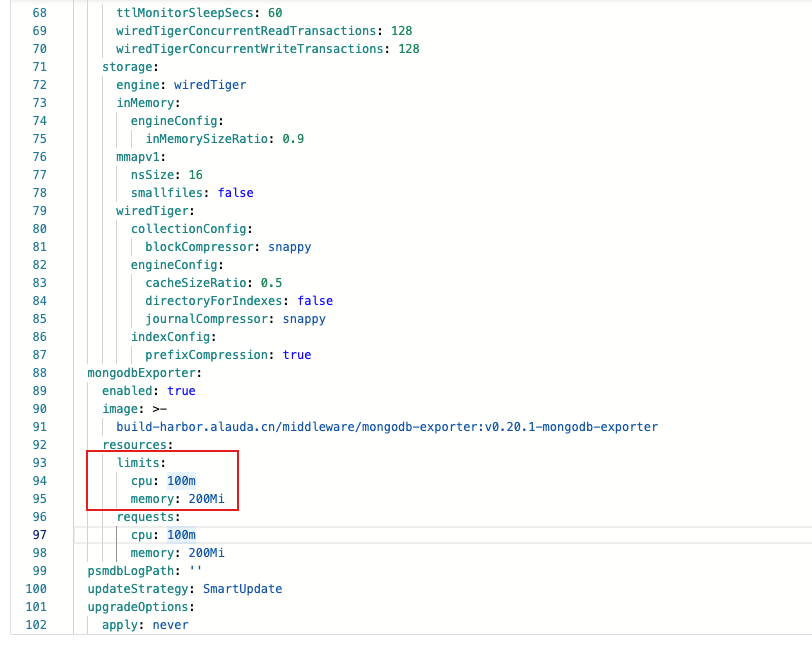 68 ttlMonitorSleepSecs: 60
69 wiredTigerConcurrentReadTransactions: 128
70 wiredTigerConcurrentWriteTransactions: 128
71 storage:
72 engine: wiredTiger
73 inMemory:
74 engineConfig:
75 inMemorySizeRatio: 0.9
76 mmapv1:
77 nsSize: 16
78 smallfiles: false
79 wiredTiger:
80 collectionConfig:
81 blockCompressor: snappy
82 engineConfig:
83 cacheSizeRatio: 0.5
84 directoryForIndexes: false
85 journalCompressor: snappy
86 indexConfig:
87 prefixCompression: true
88 mongodbExporter:
89 enabled: true
90 image: >-
91 build-harbor.alauda.cn/middleware/mongodb-exporter:v0.20.1-mongodb-exporter
92 resources:
93 limits:
94 cpu: 100m
95 memory: 200Mi
96 requests:
97 cpu: 100m
98 memory: 200Mi
99 psmdbLogPath: ''
100 updateStrategy: SmartUpdate
101 upgradeOptions:
102 apply: never